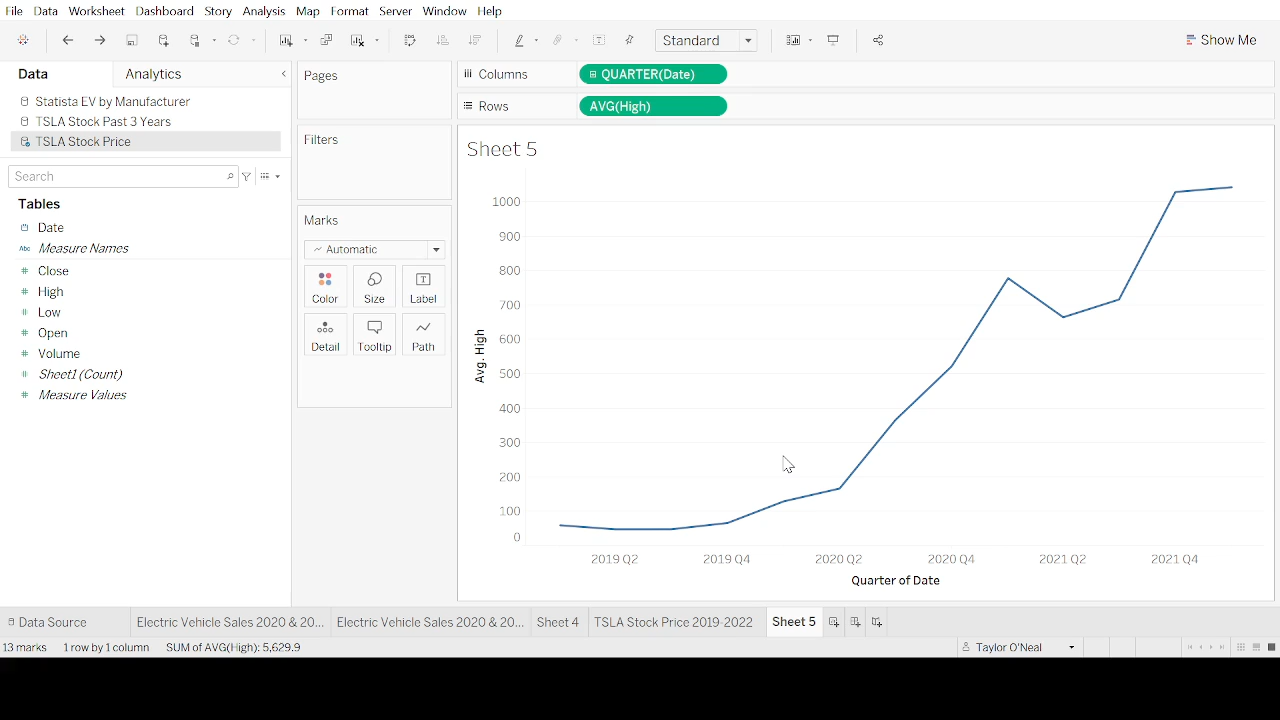 File Data Worksheet Dashboard Story Analysis Map Format Server Window Help
Standard
Show Me
Data Analytics
Statista EV by Manufacturer
TSLA Stock Past 3 Years
TSLA Stock Price
Search
Tables
Date
Abc Measure Names
# Close
# High
# Low
# Open
# Volume
# Sheet1 (Count)
# Measure Values
Pages
Filters
Marks
Automatic
Color Size Label
Detail Tooltip Path
Columns QUARTER(Date)
Rows AVG(High)
Sheet 5
1000
900
800
700
600
500
400
300
200
100
0
Avg. High
2019 Q2 2019 Q4 2020 Q2 2020 Q4 2021 Q2 2021 Q4
Quarter of Date
Data Source Electric Vehicle Sales 2020 & 20... Electric Vehicle Sales 2020 & 20... Sheet 4 TSLA Stock Price 2019-2022 Sheet 5
13 marks 1 row by 1 column SUM of AVG(High): 5,629.9 Taylor O'Neal